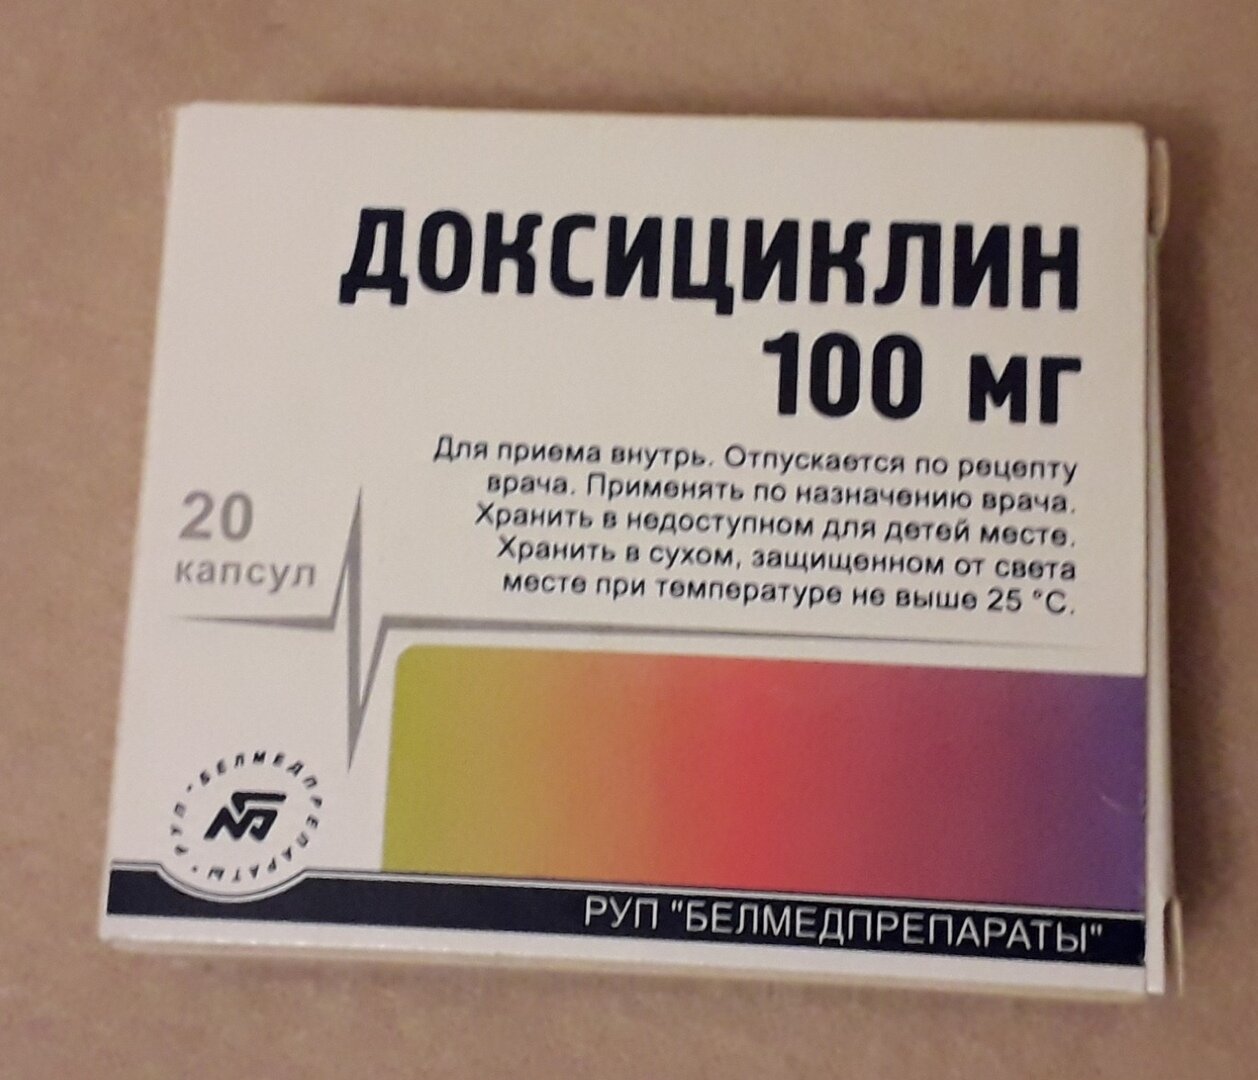 ДОКСИЦИКЛИН
100 мг
Для приема внутрь. Отпускается по рецепту
врача. Применять по назначению врача.
Хранить в недоступном для детей месте.
Хранить в сухом, защищенном от света
месте при температуре не выше 25 °С.
20
капсул
РУП · БЕЛМЕДПРЕПАРАТЫ ·
РУП "БЕЛМЕДПРЕПАРАТЫ"